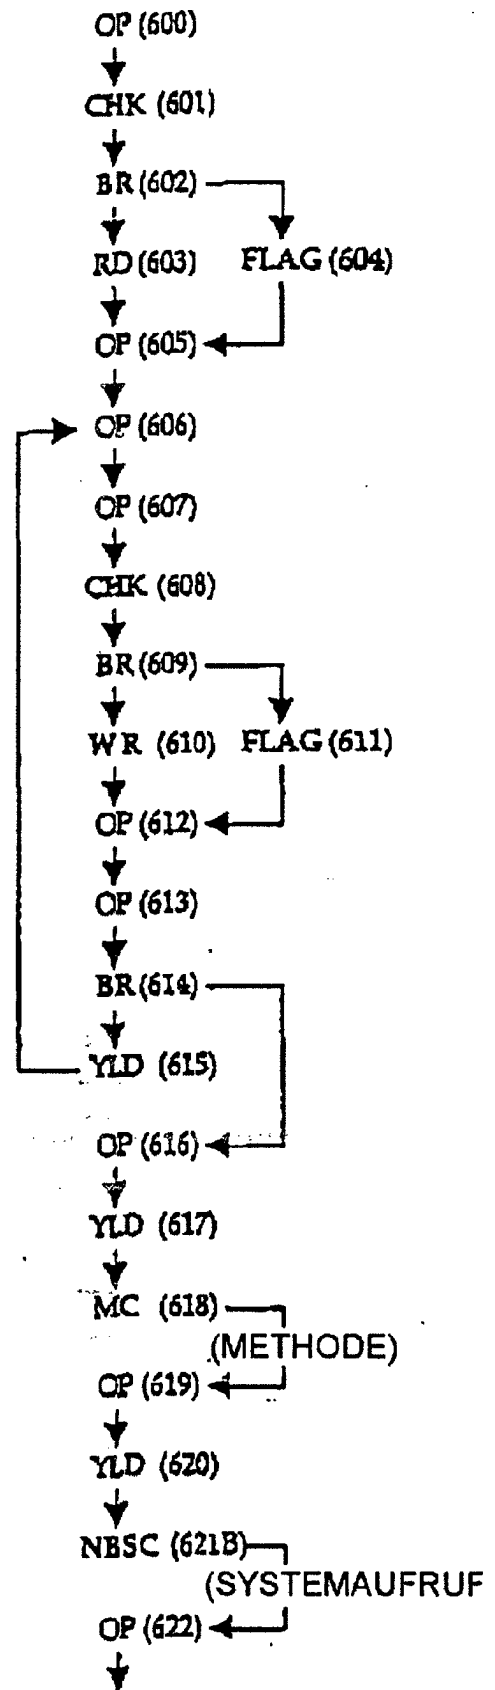 OP (600)
CHK (601)
BR (602)
RD (603) FLAG (604)
OP (605)
OP (606)
OP (607)
CHK (608)
BR (609)
WR (610) FLAG (611)
OP (612)
OP (613)
BR (614)
YLD (615)
OP (616)
YLD (617)
MC (618)
(METHODE)
OP (619)
YLD (620)
NBSC (621B)
(SYSTEMAUFRUF
OP (622)